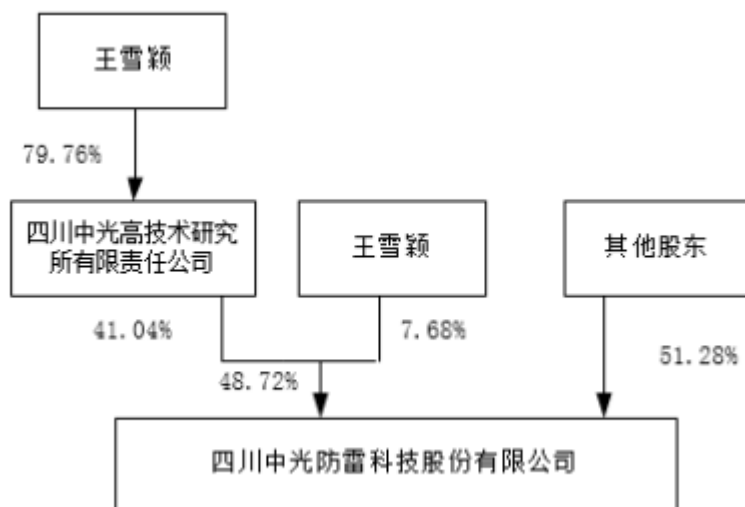 王雪颖
79.76%
四川中光高技术研究
所有限责任公司
王雪颖
其他股东
41.04%
7.68%
51.28%
48.72%
四川中光防雷科技股份有限公司